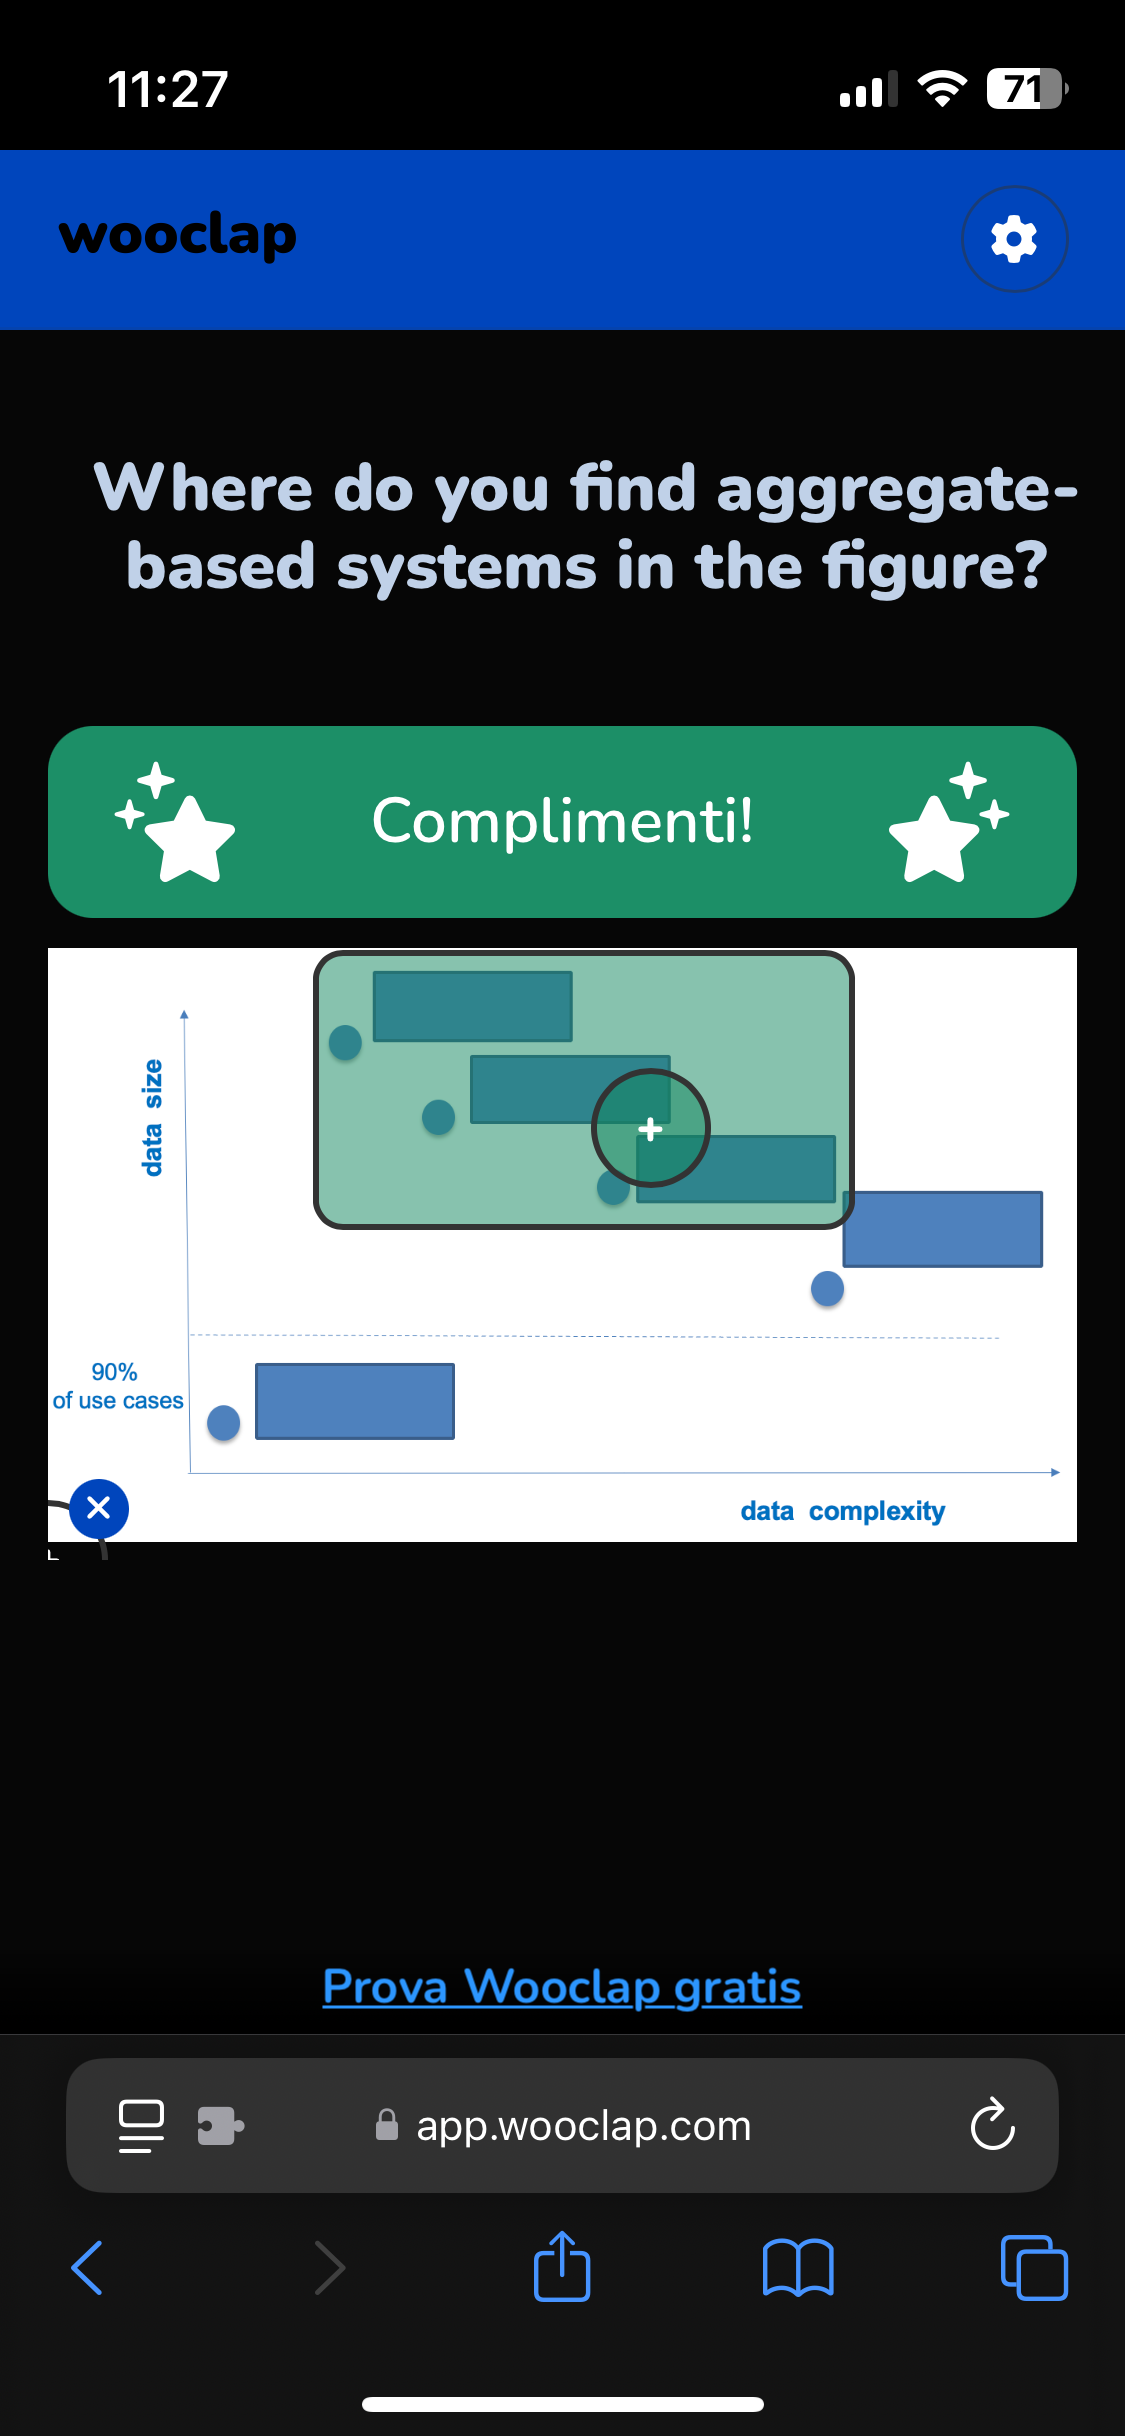 11:27
71
wooclap
Where do you find aggregate-
based systems in the figure?
Complimenti!
data size
90%
of use cases
data complexity
Prova Wooclap gratis
app.wooclap.com